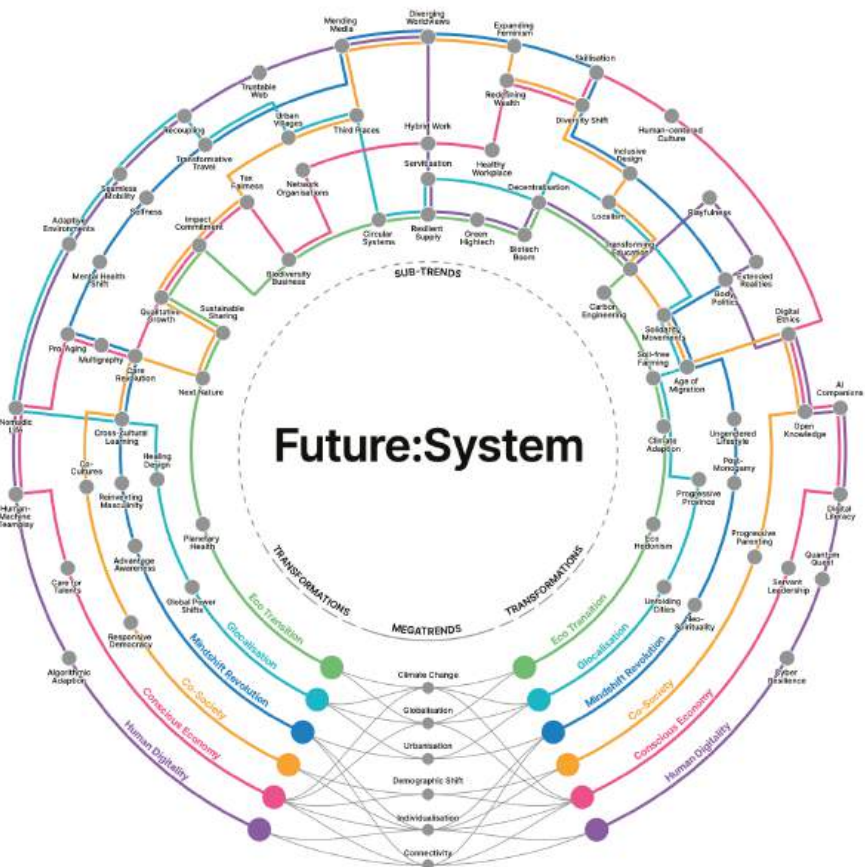 Diverging
Worldviews
Mending
Media
Expanding
Feminism
Skillisation
Trustable
Web
Redefining
Wealth
Recoupling
Urban
Villages
Third Places
Hybrid Work
Diversity Shift
Human-centered
Culture
Transformative
Travel
Healthy
Workplace
Servitisation
Inclusive
Design
Seamless
Mobility
Tax
Fairness
Network
Organisations
Decentralisation
Selfness
Localism
Playfulness
Adaptive
Environments
Impact
Commitment
Circular
Systems
Resilient
Supply
Green
Hightech
Biotech
Boom
Transforming
Education
Mental Health
Shift
Biodiversity
Business
SUB-TRENDS
Extended
Realities
Body
Politics
Qualitative
Growth
Sustainable
Sharing
Carbon
Engineering
Digital
Ethics
Solidary
Movements
Pro-Aging
Multigraphy
Care
Revolution
Soil-free
Farming
Age of
Migration
Next Nature
AI
Companions
Nomadic
Life
Cross-cultural
Learning
Open
Knowledge
Future:System
Climate
Adaption
Ungendered
Lifestyle
Co-
Cultures
Healing
Design
Post-
Monogamy
Reinventing
Masculinity
Progressive
Province
Human-
Machine
Teamplay
Digital
Literacy
Planetary
Health
Eco
Hedonism
Progressive
Parenting
Advantage
Awareness
Quantum
Quest
Care for
Talents
Servant
Leadership
Global Power
Shifts
Unfolding
Cities
Neo-
Spirituality
TRANSFORMATIONS
TRANSFORMATIONS
MEGATRENDS
Responsive
Democracy
Algorithmic
Adaption
Cyber
Resilience
Eco Transition
Glocalisation
Mindshift Revolution
Co-Society
Conscious Economy
Human Digitality
Eco Transition
Glocalisation
Mindshift Revolution
Co-Society
Conscious Economy
Human Digitality
Climate Change
Globalisation
Urbanisation
Demographic Shift
Individualisation
Connectivity